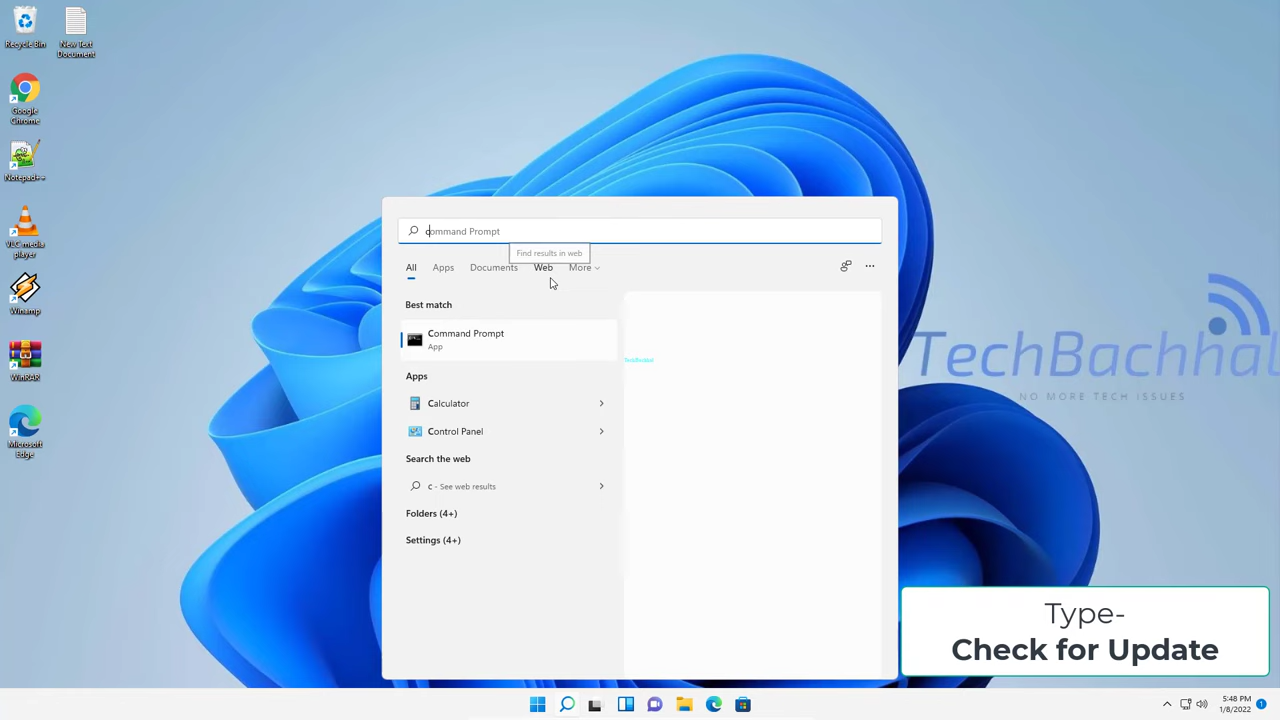 Recycle Bin
New Text
Document
Google
Chrome
Notepad++
VLC media
player
Winamp
WinRAR
Microsoft
Edge
command Prompt
Find results in web
All
Apps
Documents
Web
More
Best match
Command Prompt
App
Apps
Calculator
Control Panel
Search the web
c - See web results
Folders (4+)
Settings (4+)
TechBachhal
TechBachhal
NO MORE TECH ISSUES
Type-
Check for Update
5:48 PM
1/8/2022
1